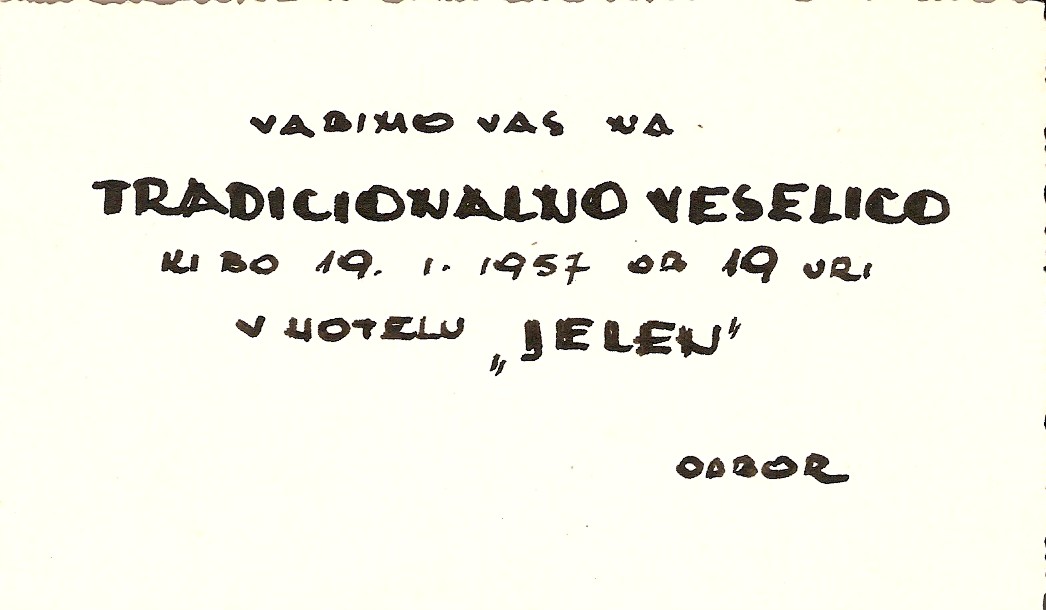 VABIMO VAS NA
TRADICIONALNO VESELICO
KI BO 19. 1. 1957 OB 19 URI
V HOTELU „JELEN"
ODBOR